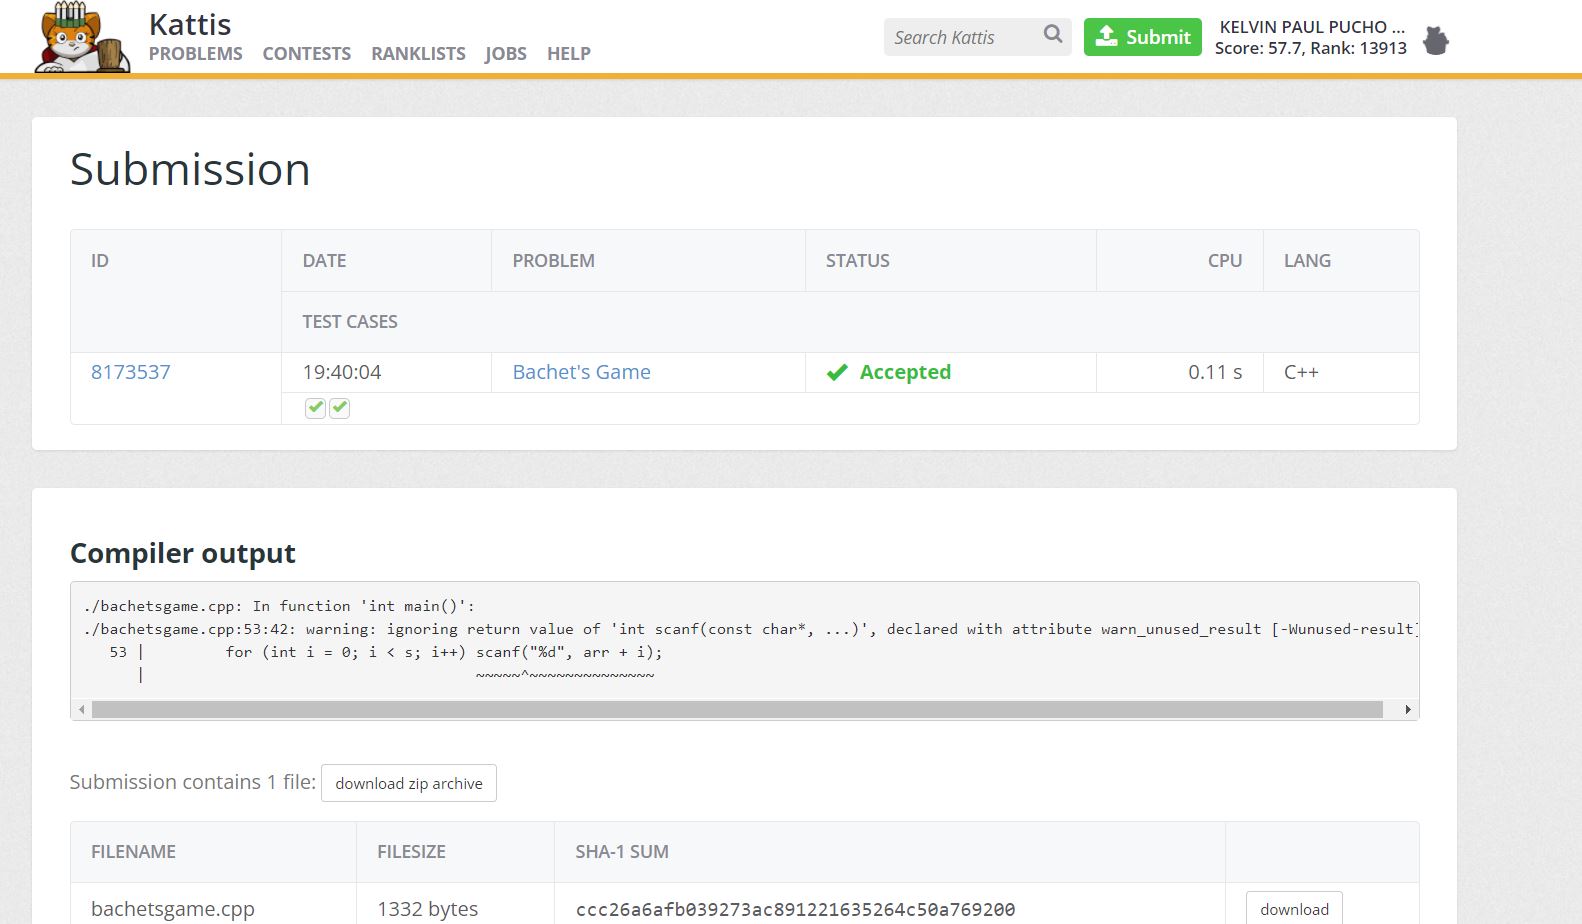 Kattis
PROBLEMS CONTESTS RANKLISTS JOBS HELP
Search Kattis
Submit
KELVIN PAUL PUCHO ...
Score: 57.7, Rank: 13913
Submission
ID DATE PROBLEM STATUS CPU LANG
TEST CASES
8173537 19:40:04 Bachet's Game Accepted 0.11 s C++
Compiler output
./bachetsgame.cpp: In function 'int main()':
./bachetsgame.cpp:53:42: warning: ignoring return value of 'int scanf(const char*, ...)', declared with attribute warn_unused_result [-Wunused-result]
53 | for (int i = 0; i < s; i++) scanf("%d", arr + i);
| ~~~~~^~~~~~~~~~~~~~~
Submission contains 1 file: download zip archive
FILENAME FILESIZE SHA-1 SUM
bachetsgame.cpp 1332 bytes ccc26a6afb039273ac891221635264c50a769200 download